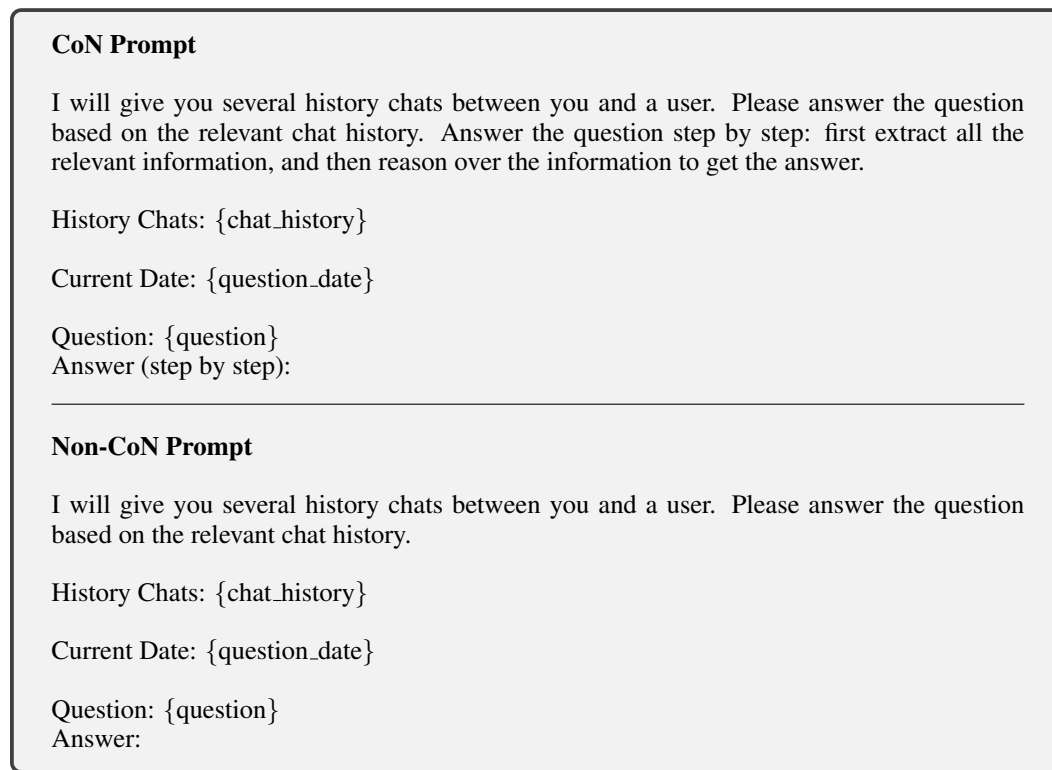 CoN Prompt
I will give you several history chats between you and a user. Please answer the question
based on the relevant chat history. Answer the question step by step: first extract all the
relevant information, and then reason over the information to get the answer.
History Chats: {chat_history}
Current Date: {question_date}
Question: {question}
Answer (step by step):
Non-CoN Prompt
I will give you several history chats between you and a user. Please answer the question
based on the relevant chat history.
History Chats: {chat_history}
Current Date: {question_date}
Question: {question}
Answer: